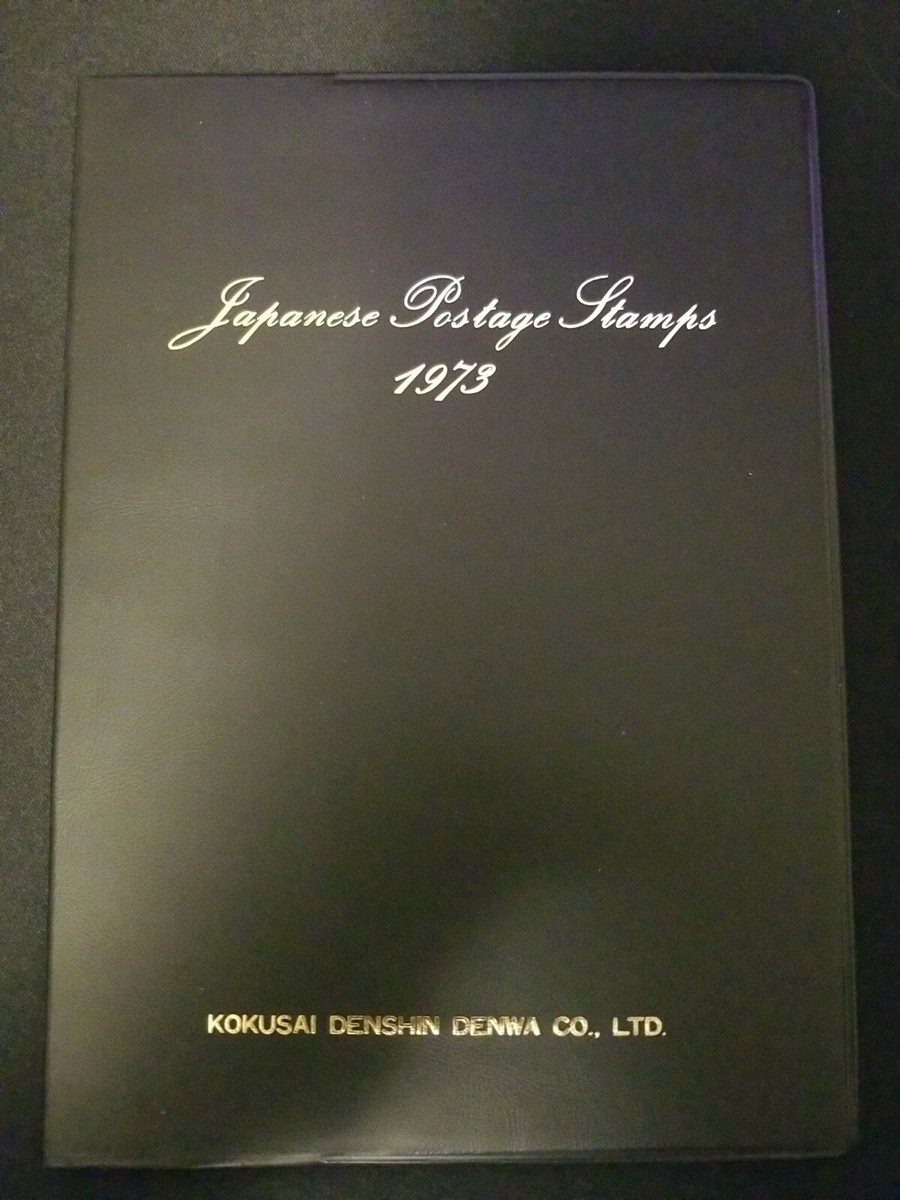 Japanese Postage Stamps
1973
KOKUSAI DENSHIN DENWA CO., LTD.